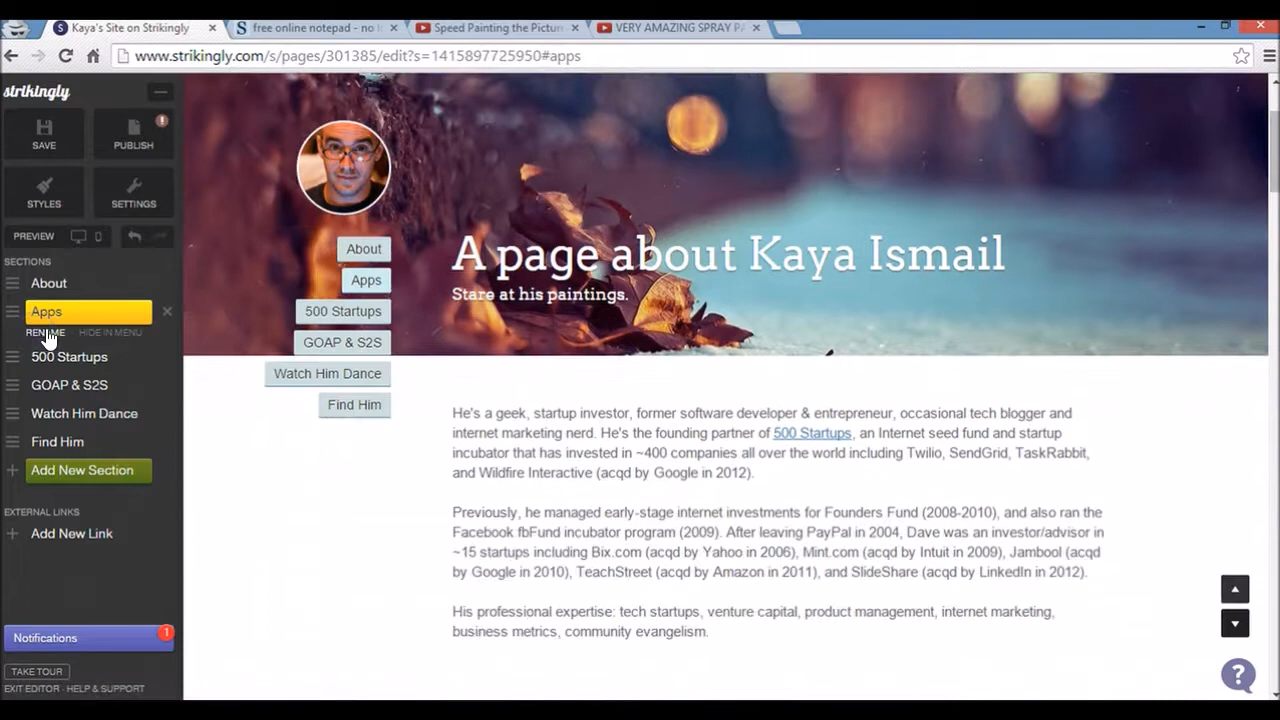 Kaya's Site on Strikingly
free online notepad - no l
Speed Painting the Pictur
VERY AMAZING SPRAY PA
www.strikingly.com/s/pages/301385/edit?s=1415897725950#apps
strikingly
SAVE
PUBLISH
STYLES
SETTINGS
PREVIEW
SECTIONS
About
Apps
RENAME HIDE IN MENU
500 Startups
GOAP & S2S
Watch Him Dance
Find Him
Add New Section
EXTERNAL LINKS
Add New Link
Notifications 1
TAKE TOUR
EXIT EDITOR - HELP & SUPPORT
About
Apps
500 Startups
GOAP & S2S
Watch Him Dance
Find Him
A page about Kaya Ismail
Stare at his paintings.
He's a geek, startup investor, former software developer & entrepreneur, occasional tech blogger and
internet marketing nerd. He's the founding partner of 500 Startups, an Internet seed fund and startup
incubator that has invested in ~400 companies all over the world including Twilio, SendGrid, TaskRabbit,
and Wildfire Interactive (acqd by Google in 2012).
Previously, he managed early-stage internet investments for Founders Fund (2008-2010), and also ran the
Facebook fbFund incubator program (2009). After leaving PayPal in 2004, Dave was an investor/advisor in
~15 startups including Bix.com (acqd by Yahoo in 2006), Mint.com (acqd by Intuit in 2009), Jambool (acqd
by Google in 2010), TeachStreet (acqd by Amazon in 2011), and SlideShare (acqd by LinkedIn in 2012).
His professional expertise: tech startups, venture capital, product management, internet marketing,
business metrics, community evangelism.